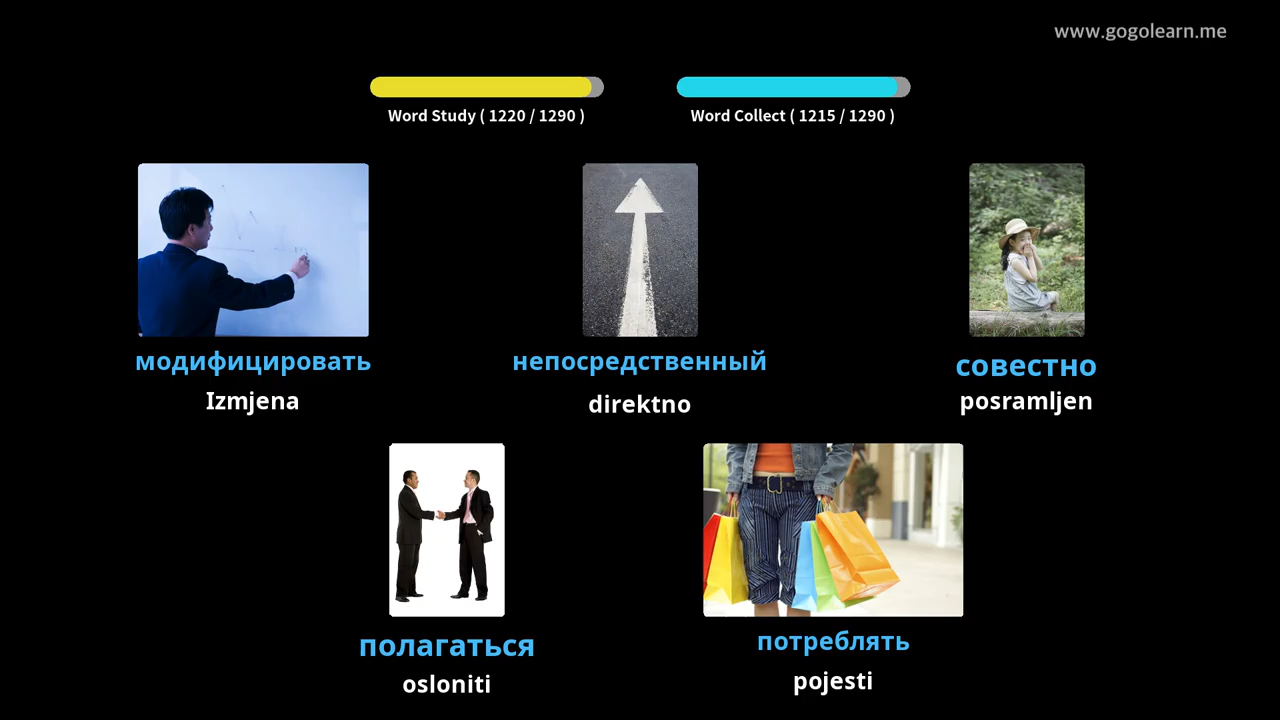 www.gogolearn.me
Word Study ( 1220 / 1290 )
Word Collect ( 1215 / 1290 )
модифицировать
Izmjena
непосредственный
direktno
совестно
posramljen
полагаться
osloniti
потреблять
pojesti